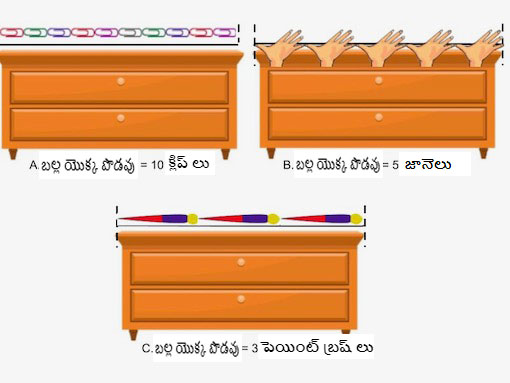 A. బల్ల యొక్క పొడవు = 10 క్లిప్ లు
B. బల్ల యొక్క పొడవు = 5 జానెలు
C. బల్ల యొక్క పొడవు = 3 పెయింట్ బ్రష్ లు